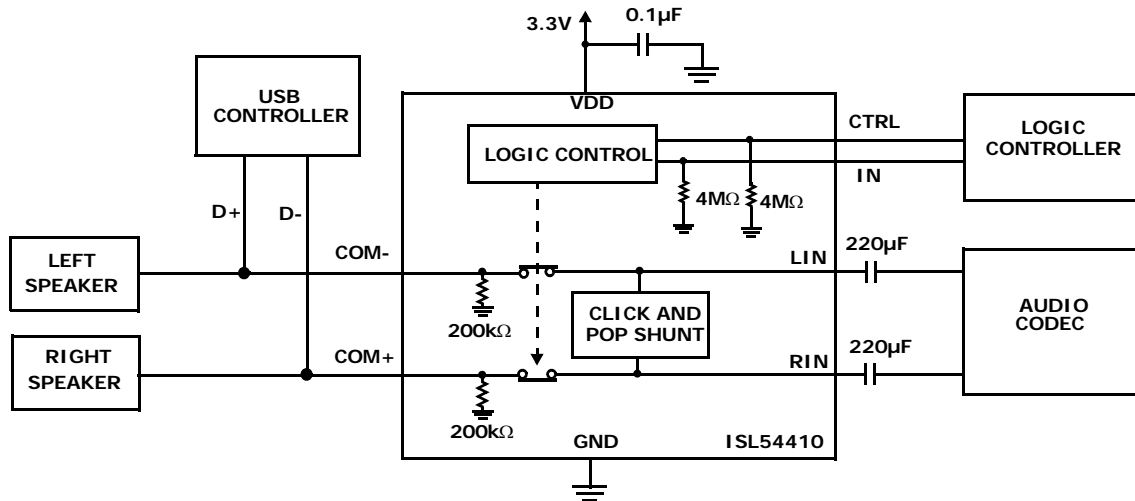 3.3V
0.1µF
USB
CONTROLLER
VDD
LOGIC CONTROL
CTRL
IN
LOGIC
CONTROLLER
4MΩ
4MΩ
D+
D-
LEFT
SPEAKER
COM-
LIN
220µF
200kΩ
CLICK AND
POP SHUNT
AUDIO
CODEC
RIGHT
SPEAKER
COM+
RIN
220µF
200kΩ
GND
ISL54410